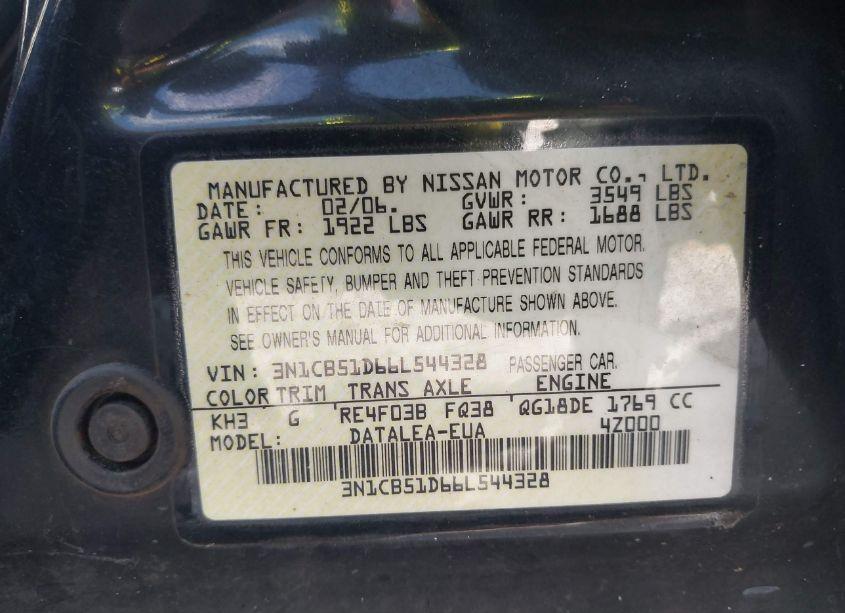 MANUFACTURED BY NISSAN MOTOR CO., LTD.
DATE: 02/06. GVWR: 3549 LBS
GAWR FR: 1922 LBS GAWR RR: 1688 LBS
THIS VEHICLE CONFORMS TO ALL APPLICABLE FEDERAL MOTOR
VEHICLE SAFETY, BUMPER AND THEFT PREVENTION STANDARDS
IN EFFECT ON THE DATE OF MANUFACTURE SHOWN ABOVE.
SEE OWNER'S MANUAL FOR ADDITIONAL INFORMATION.
VIN: 3N1CB51D66L544328 PASSENGER CAR.
COLOR TRIM TRANS AXLE ENGINE
KH3 G RE4F03B FQ38 QG18DE 1769 CC
MODEL: DATALEA-EUA 4Z000
3N1CB51D66L544328